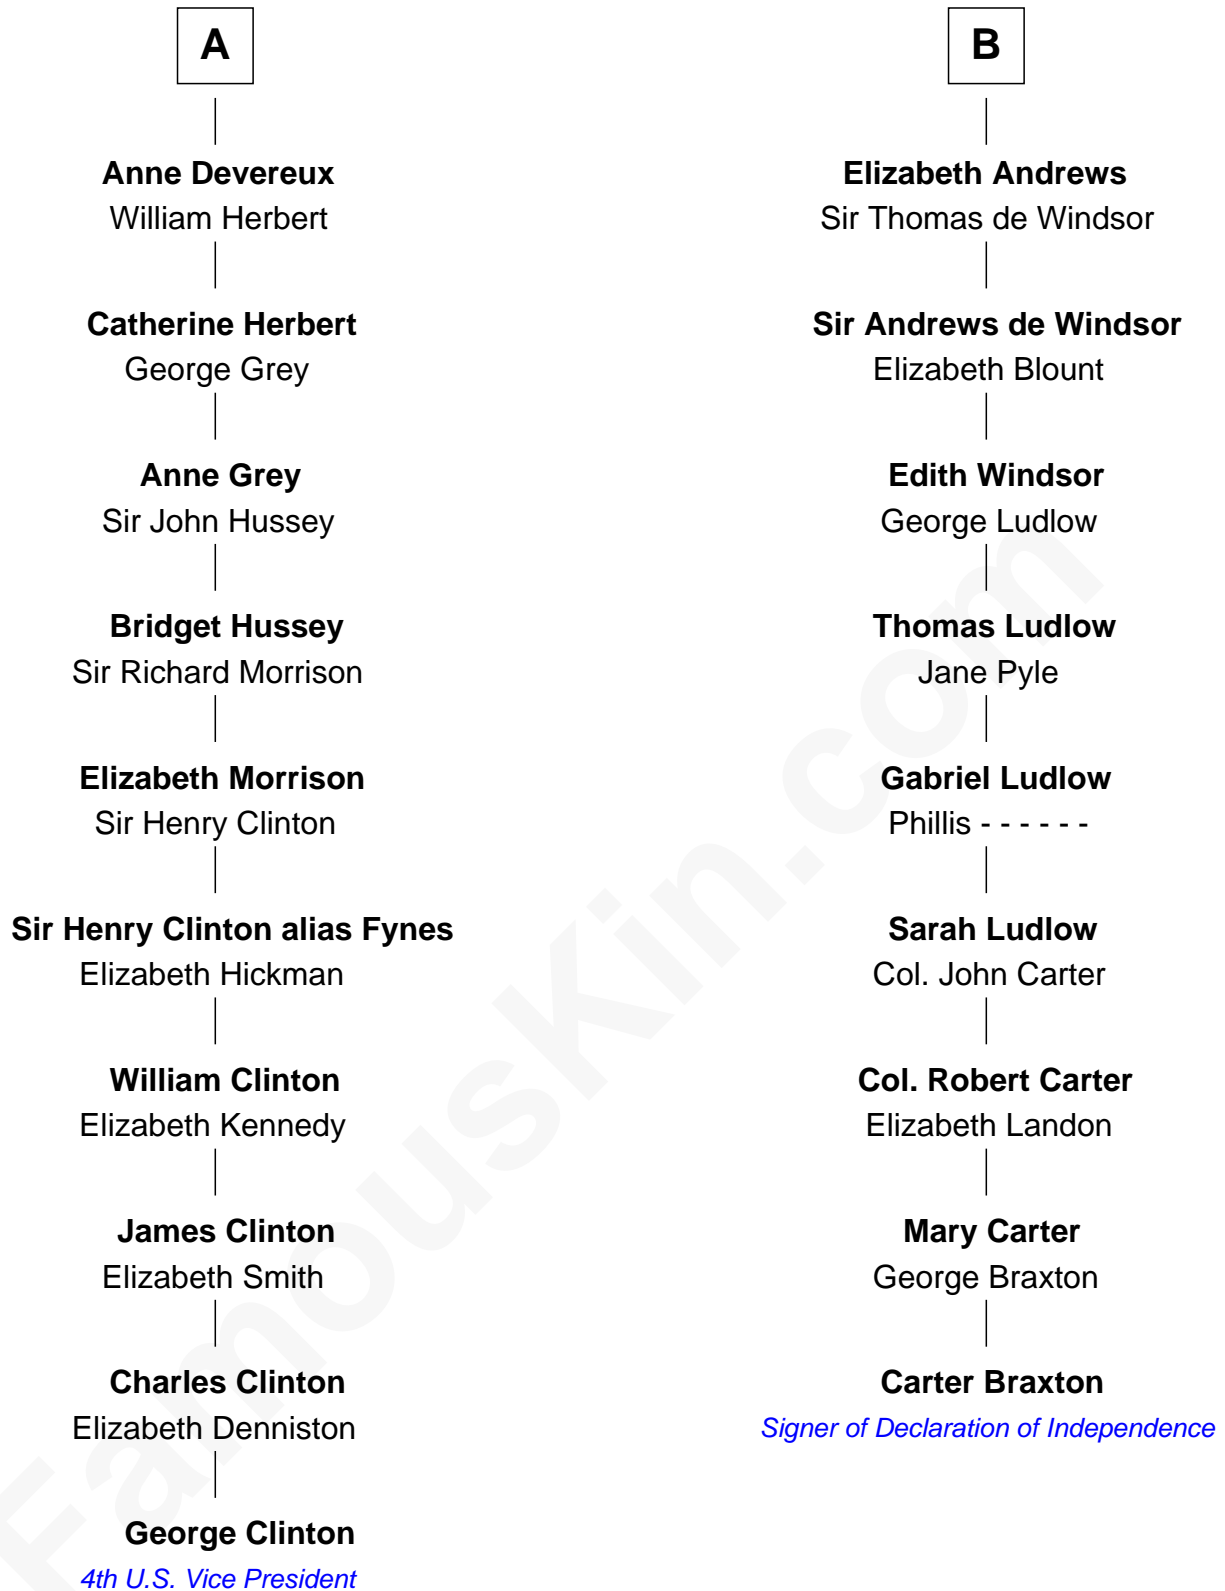 A
Anne Devereux
William Herbert
Catherine Herbert
George Grey
Anne Grey
Sir John Hussey
Bridget Hussey
Sir Richard Morrison
Elizabeth Morrison
Sir Henry Clinton
Sir Henry Clinton alias Fynes
Elizabeth Hickman
William Clinton
Elizabeth Kennedy
James Clinton
Elizabeth Smith
Charles Clinton
Elizabeth Denniston
George Clinton
4th U.S. Vice President
B
Elizabeth Andrews
Sir Thomas de Windsor
Sir Andrews de Windsor
Elizabeth Blount
Edith Windsor
George Ludlow
Thomas Ludlow
Jane Pyle
Gabriel Ludlow
Phillis - - - - - -
Sarah Ludlow
Col. John Carter
Col. Robert Carter
Elizabeth Landon
Mary Carter
George Braxton
Carter Braxton
Signer of Declaration of Independence
FamousKin.com